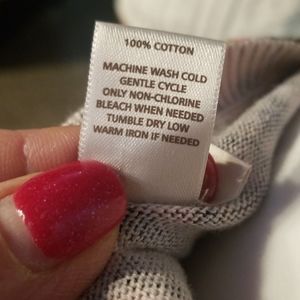 100% COTTON
MACHINE WASH COLD
GENTLE CYCLE
ONLY NON-CHLORINE
BLEACH WHEN NEEDED
TUMBLE DRY LOW
WARM IRON IF NEEDED